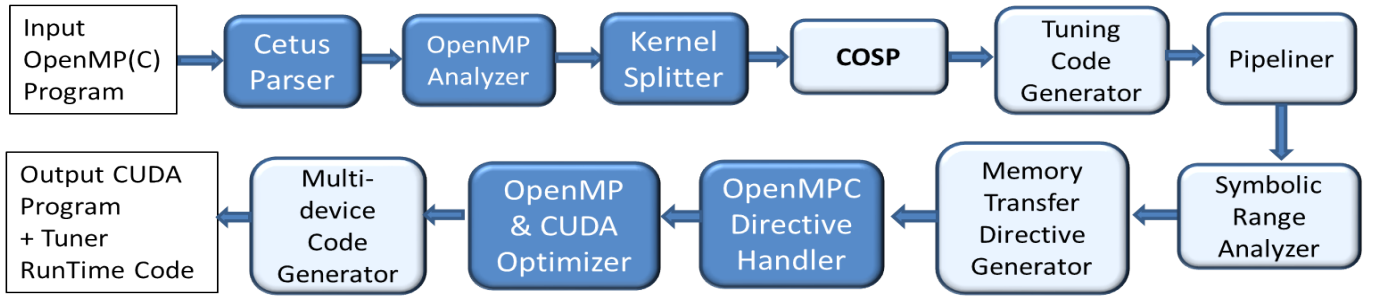 Input
OpenMP(C)
Program
Cetus
Parser
OpenMP
Analyzer
Kernel
Splitter
COSP
Tuning
Code
Generator
Pipeliner
Symbolic
Range
Analyzer
Memory
Transfer
Directive
Generator
OpenMPC
Directive
Handler
OpenMP
& CUDA
Optimizer
Multi-
device
Code
Generator
Output CUDA
Program
+ Tuner
RunTime Code